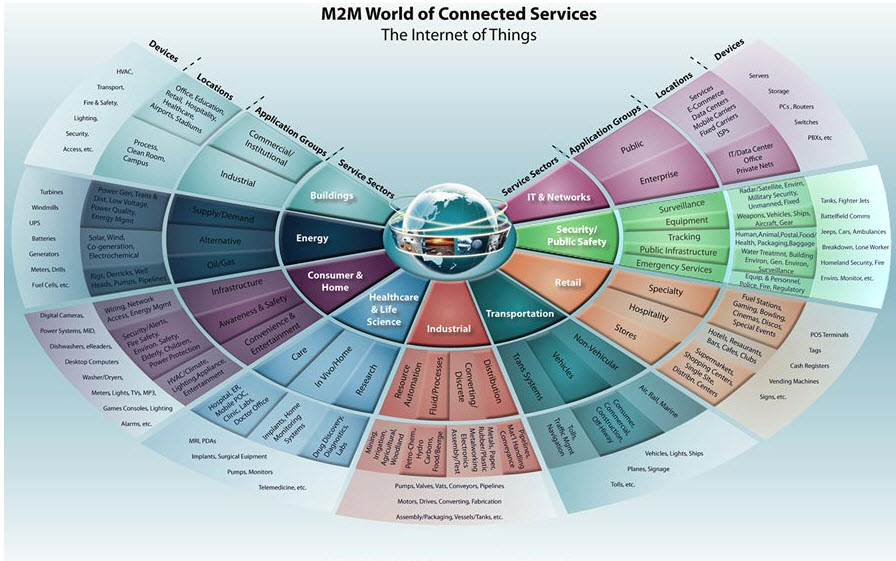 M2M World of Connected Services
The Internet of Things
Devices
Locations
Application Groups
Service Sectors
Service Sectors
Application Groups
Locations
Devices
Buildings
Commercial/
Institutional
Industrial
Office, Education,
Retail, Hospitality,
Healthcare,
Airports, Stadiums
Process,
Clean Room,
Campus
HVAC,
Transport,
Fire & Safety,
Lighting,
Security,
Access, etc.
Energy
Supply/Demand
Alternative
Oil/Gas
Power Gen, Trans &
Dist, Low Voltage,
Power Quality,
Energy Mgmt
Solar, Wind,
Co-generation,
Electrochemical
Rigs, Derricks, Well
Heads, Pumps, Pipelines
Turbines
Windmills
UPS
Batteries
Generators
Meters, Drills
Fuel Cells, etc.
Consumer &
Home
Infrastructure
Awareness & Safety
Convenience &
Entertainment
Wiring, Network
Access, Energy Mgmt
Security/Alerts,
Fire Safety,
Environ. Safety,
Elderly, Children,
Power Protection
HVAC/Climate,
Lighting, Appliance,
Entertainment
Digital Cameras,
Power Systems, MID,
Dishwashers, eReaders,
Desktop Computers
Washer/Dryers,
Meters, Lights, TVs, MP3,
Games Consoles, Lighting
Alarms, etc.
Healthcare
& Life
Science
Care
In Vivo/Home
Research
Hospital, ER,
Mobile PDC,
Clinic, Labs,
Doctor Office
Implants, Home
Monitoring
Systems
Drug Discovery,
Diagnostics,
Labs
MRI, PDAs
Implants, Surgical Euipment
Pumps, Monitors
Telemedicine, etc.
Industrial
Resource
Automation
Fluid/Processes
Converting/
Discrete
Distribution
Mining,
Irrigation,
Agricultural,
Woodland
Petro-Chem,
Hydro
Carbons,
Food/Bevrge
Metals, Paper,
Rubber/Plastic
Metalworking
Electronics
Assembly/Test
Pipelines,
Mat'l Handling
Conveyance
Pumps, Valves, Vats, Conveyors, Pipelines
Motors, Drives, Converting, Fabrication
Assembly/Packaging, Vessels/Tanks, etc.
Transportation
Trans Systems
Vehicles
Non-Vehicular
Tolls,
Traffic Mgmt
Navigation
Consumer,
Commercial,
Construction,
Off-Hiway
Air, Rail, Marine
Vehicles, Lights, Ships
Planes, Signage
Tolls, etc.
Retail
Specialty
Hospitality
Stores
Fuel Stations,
Gaming, Bowling,
Cinemas, Discos,
Special Events
Hotels, Resaurants,
Bars, Cafes, Clubs
Supermarkets,
Shopping Centers,
Single Site,
Distribn. Centers
POS Terminals
Tags
Cash Registers
Vending Machines
Signs, etc.
Security/
Public Safety
Surveillance
Equipment
Tracking
Public Infrastructure
Emergency Services
Radar/Satellite, Environ,
Millitary Security,
Unmanned, Fixed
Weapons, Vehicles, Ships,
Aircraft, Gear
Human, Animal, Postal, Food/
Health, Packaging, Baggage
Water Treatmnt, Building
Environ, Gen. Environ,
Surveillance
Equip. & Personnel,
Police, Fire, Regulatory
Tanks, Fighter Jets
Battelfield Comms
Jeeps, Cars, Ambulances
Breakdown, Lone Worker
Homeland Security, Fire
Enviro. Monitor, etc.
IT & Networks
Public
Enterprise
Services
E-Commerce
Data Centers
Mobile Carriers
Fixed Carriers
ISPs
IT/Data Center
Office
Private Nets
Servers
Storage
PCs, Routers
Switches
PBXs, etc